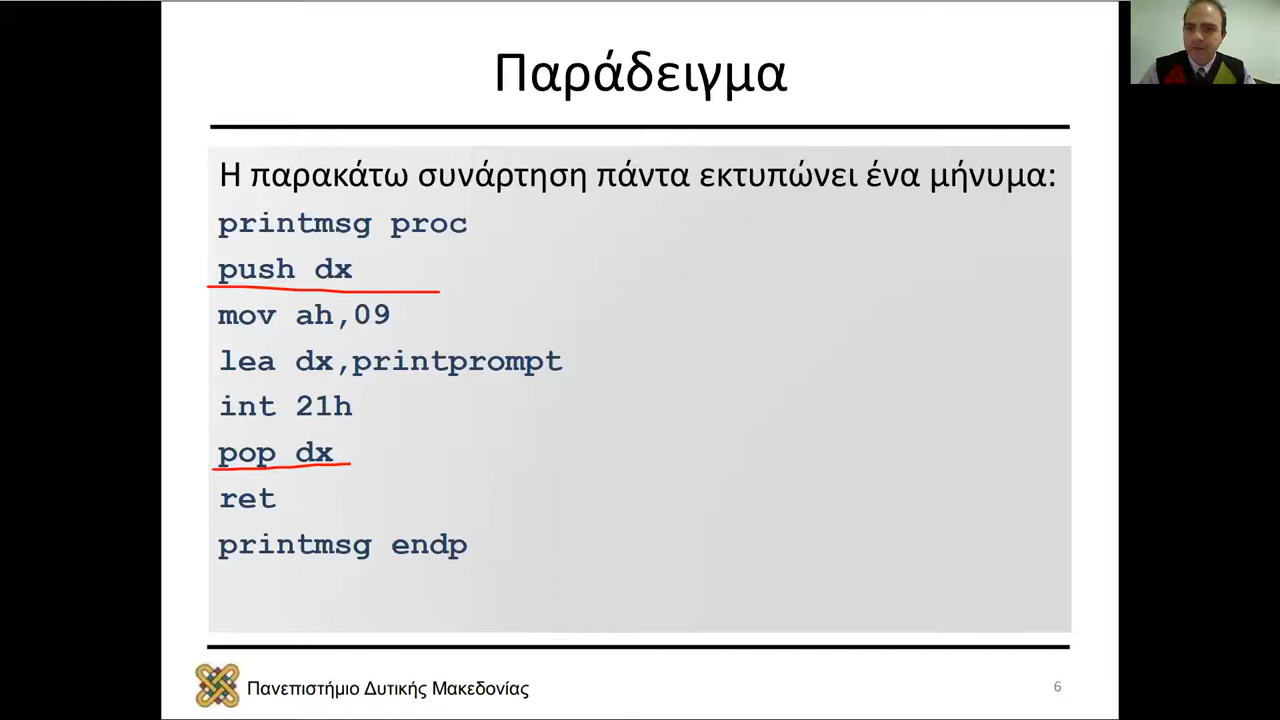 Παράδειγμα
Η παρακάτω συνάρτηση πάντα εκτυπώνει ένα μήνυμα:
printmsg proc
push dx
mov ah,09
lea dx,printprompt
int 21h
pop dx
ret
printmsg endp
Πανεπιστήμιο Δυτικής Μακεδονίας
6